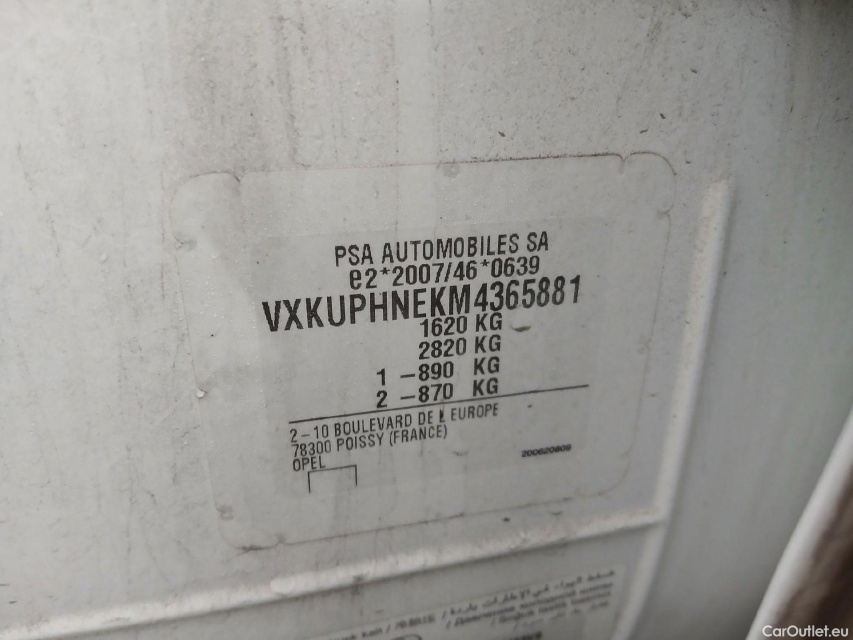 PSA AUTOMOBILES SA
e2*2007/46*0639
VXKUPHNEKM4365881
1620 KG
2820 KG
1 -890 KG
2 -870 KG
2-10 BOULEVARD DE L EUROPE
78300 POISSY (FRANCE)
OPEL
200620809
CarOutlet.eu